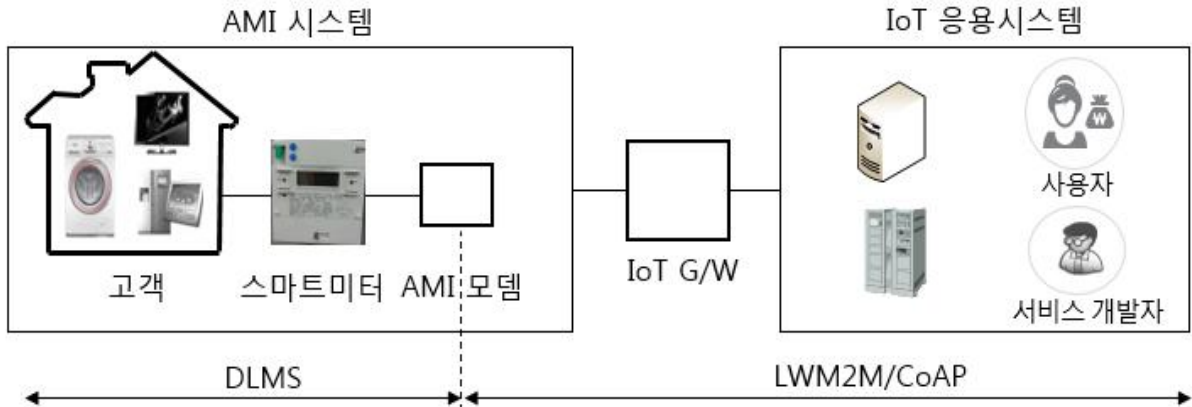 AMI 시스템
IoT 응용시스템
사용자
고객
스마트미터
AMI 모뎀
IoT G/W
서비스 개발자
DLMS
LWM2M/CoAP